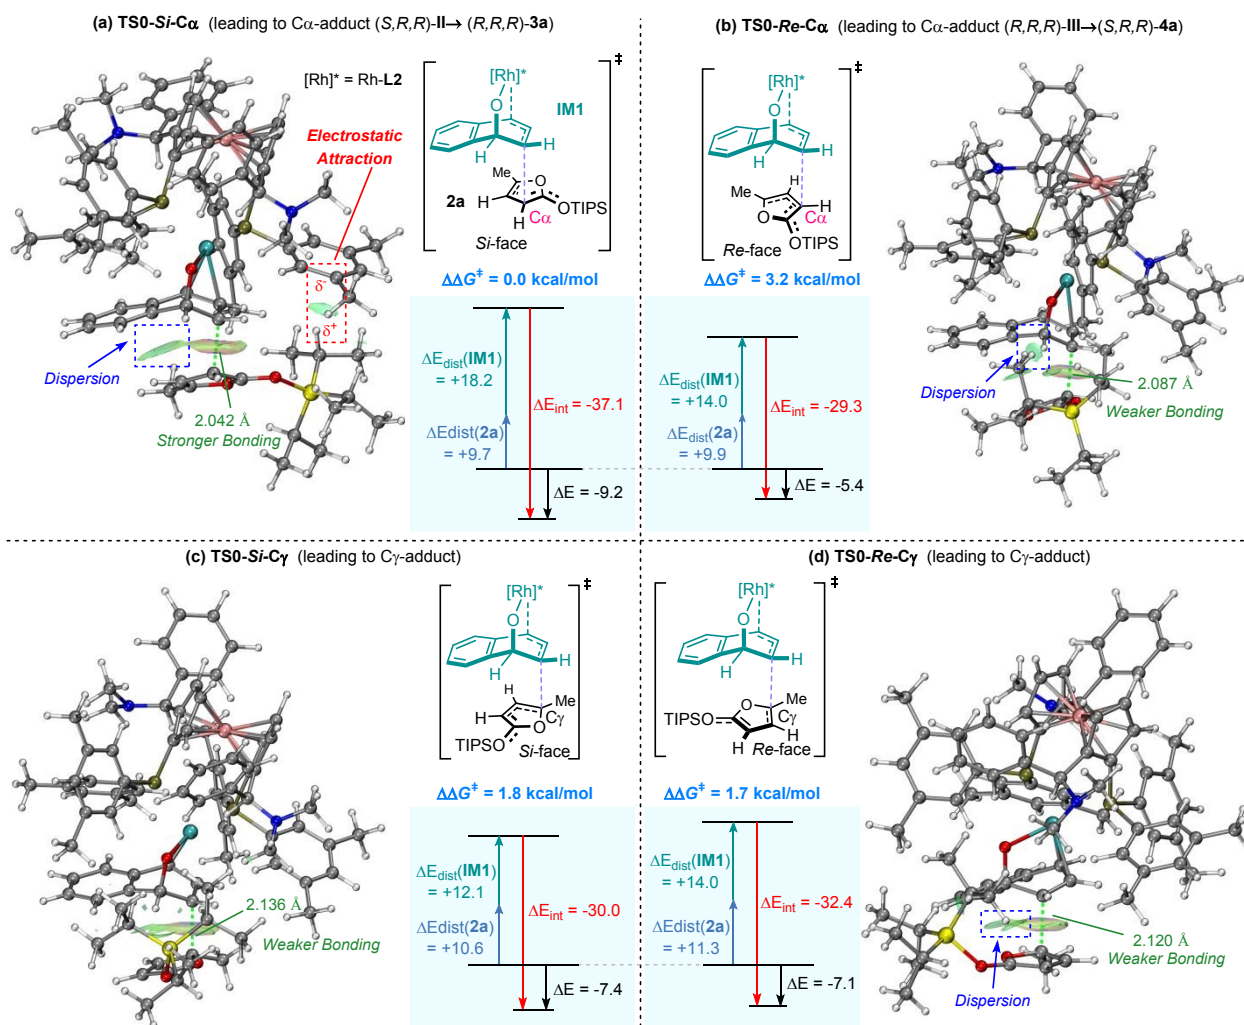 (a) TS0-Si-Cα (leading to Cα-adduct (S,R,R)-II→ (R,R,R)-3a)
[Rh]* = Rh-L2
Electrostatic
Attraction
δ-
δ+
Dispersion
2.042 Å
Stronger Bonding
‡
[Rh]*
O
IM1
H
H
Me
O
2a
H
H
OTIPS
Cα
Si-face
ΔΔG‡ = 0.0 kcal/mol
ΔEdist(IM1)
= +18.2
ΔEint = -37.1
ΔEdist(2a)
= +9.7
ΔE = -9.2
(b) TS0-Re-Cα (leading to Cα-adduct (R,R,R)-III→(S,R,R)-4a)
‡
[Rh]*
O
H
H
H
Me
H
O
Cα
OTIPS
Re-face
ΔΔG‡ = 3.2 kcal/mol
ΔEdist(IM1)
= +14.0
ΔEint = -29.3
ΔEdist(2a)
= +9.9
ΔE = -5.4
Dispersion
2.087 Å
Weaker Bonding
(c) TS0-Si-Cγ (leading to Cγ-adduct)
‡
[Rh]*
O
H
H
H
Me
H
Cγ
O
TIPSO
Si-face
ΔΔG‡ = 1.8 kcal/mol
ΔEdist(IM1)
= +12.1
ΔEint = -30.0
ΔEdist(2a)
= +10.6
ΔE = -7.4
2.136 Å
Weaker Bonding
(d) TS0-Re-Cγ (leading to Cγ-adduct)
‡
[Rh]*
O
H
H
O
Me
Cγ
TIPSO
H
H
Re-face
ΔΔG‡ = 1.7 kcal/mol
ΔEdist(IM1)
= +14.0
ΔEint = -32.4
ΔEdist(2a)
= +11.3
ΔE = -7.1
2.120 Å
Weaker Bonding
Dispersion